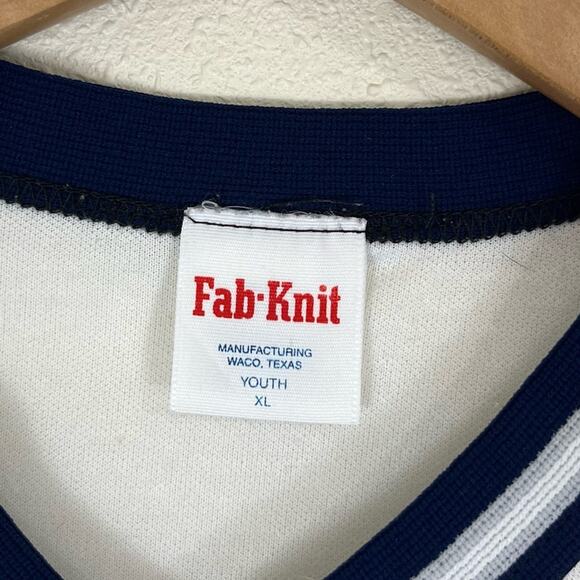 Fab-Knit
MANUFACTURING
WACO, TEXAS
YOUTH
XL